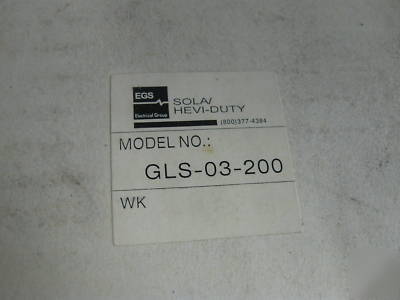 EGS
Electrical Group
SOLA/
HEVI-DUTY
(800)377-4384
MODEL NO.:
GLS-03-200
WK